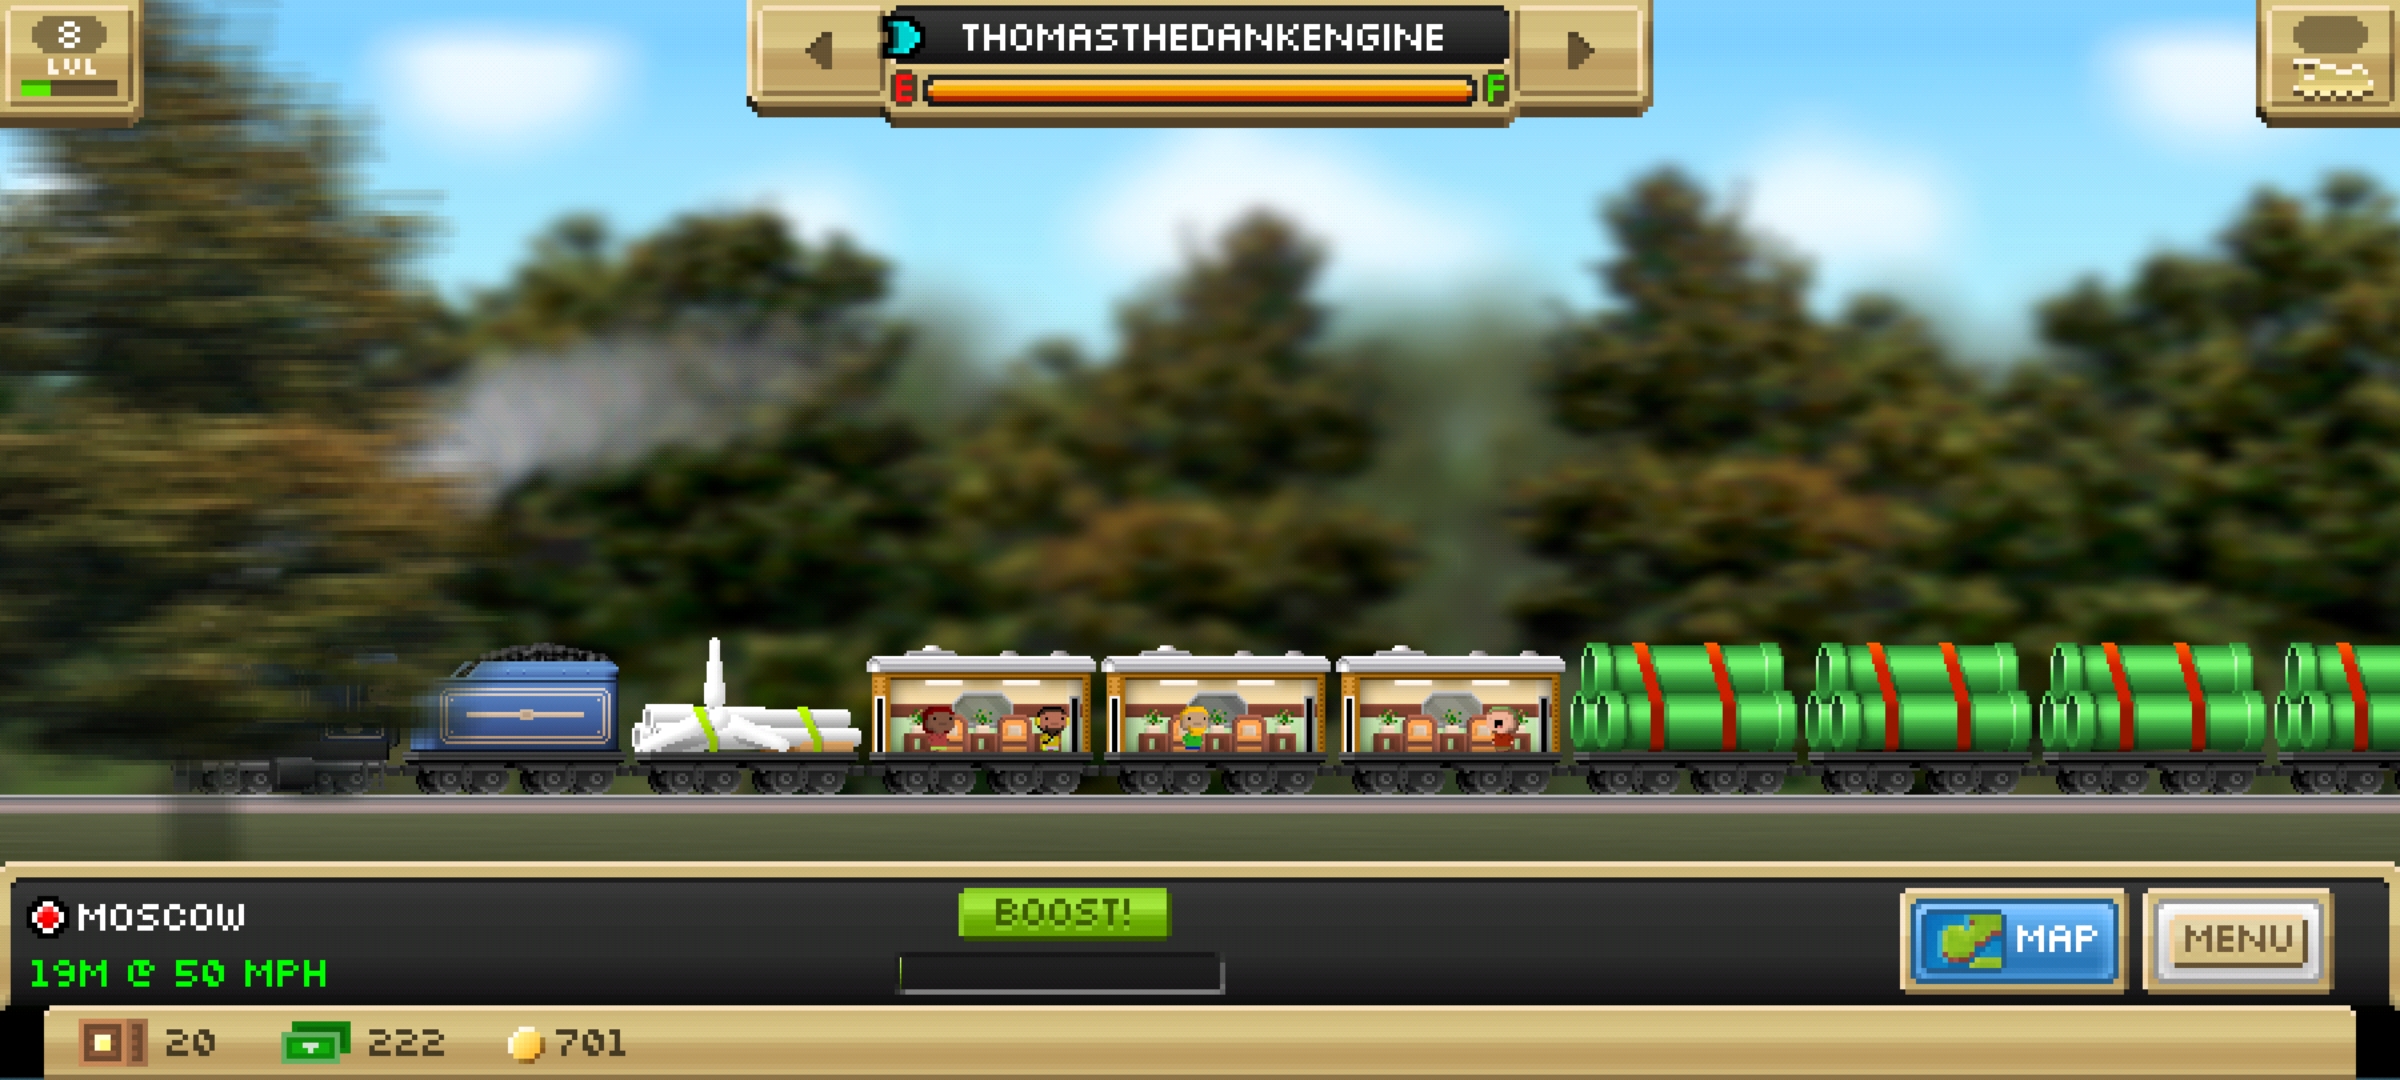 8
LVL
THOMASTHEDANKENGINE
E F
MOSCOW
19M @ 50 MPH
BOOST!
MAP
MENU
20 222 701